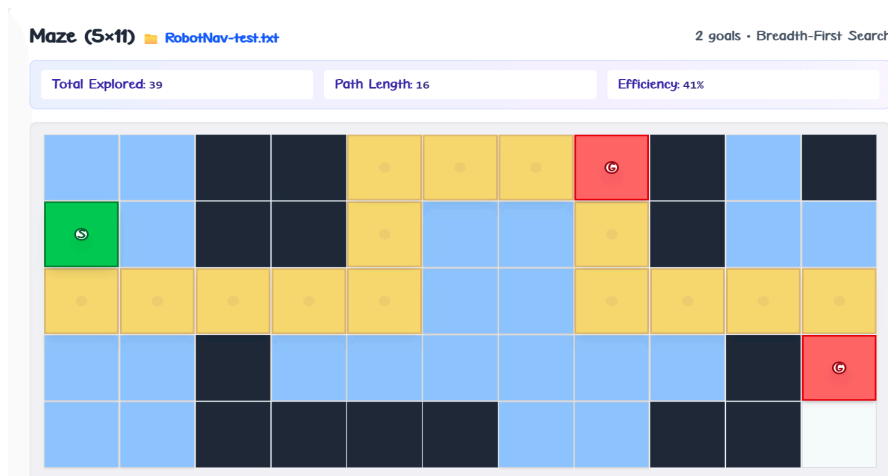 Maze (5×11) 📁 RobotNav-test.txt
2 goals • Breadth-First Search
Total Explored: 39
Path Length: 16
Efficiency: 41%
G
S
G